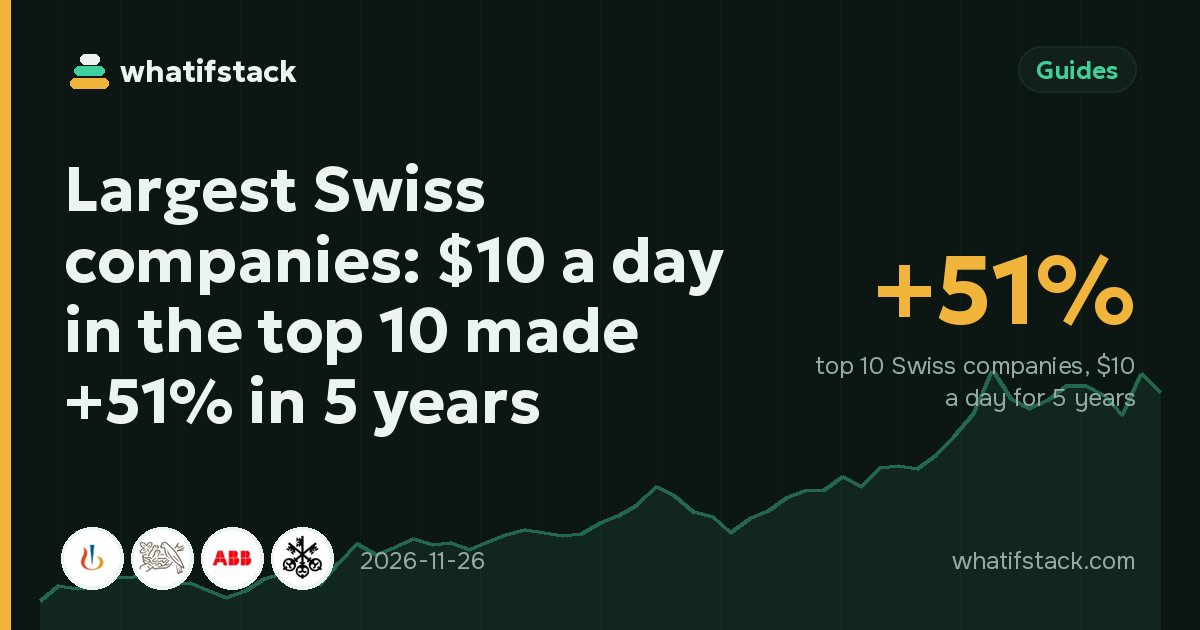 whatifstack
Guides
Largest Swiss
companies: $10 a day
in the top 10 made
+51% in 5 years
+51%
top 10 Swiss companies, $10
a day for 5 years
ABB
2026-11-26
whatifstack.com